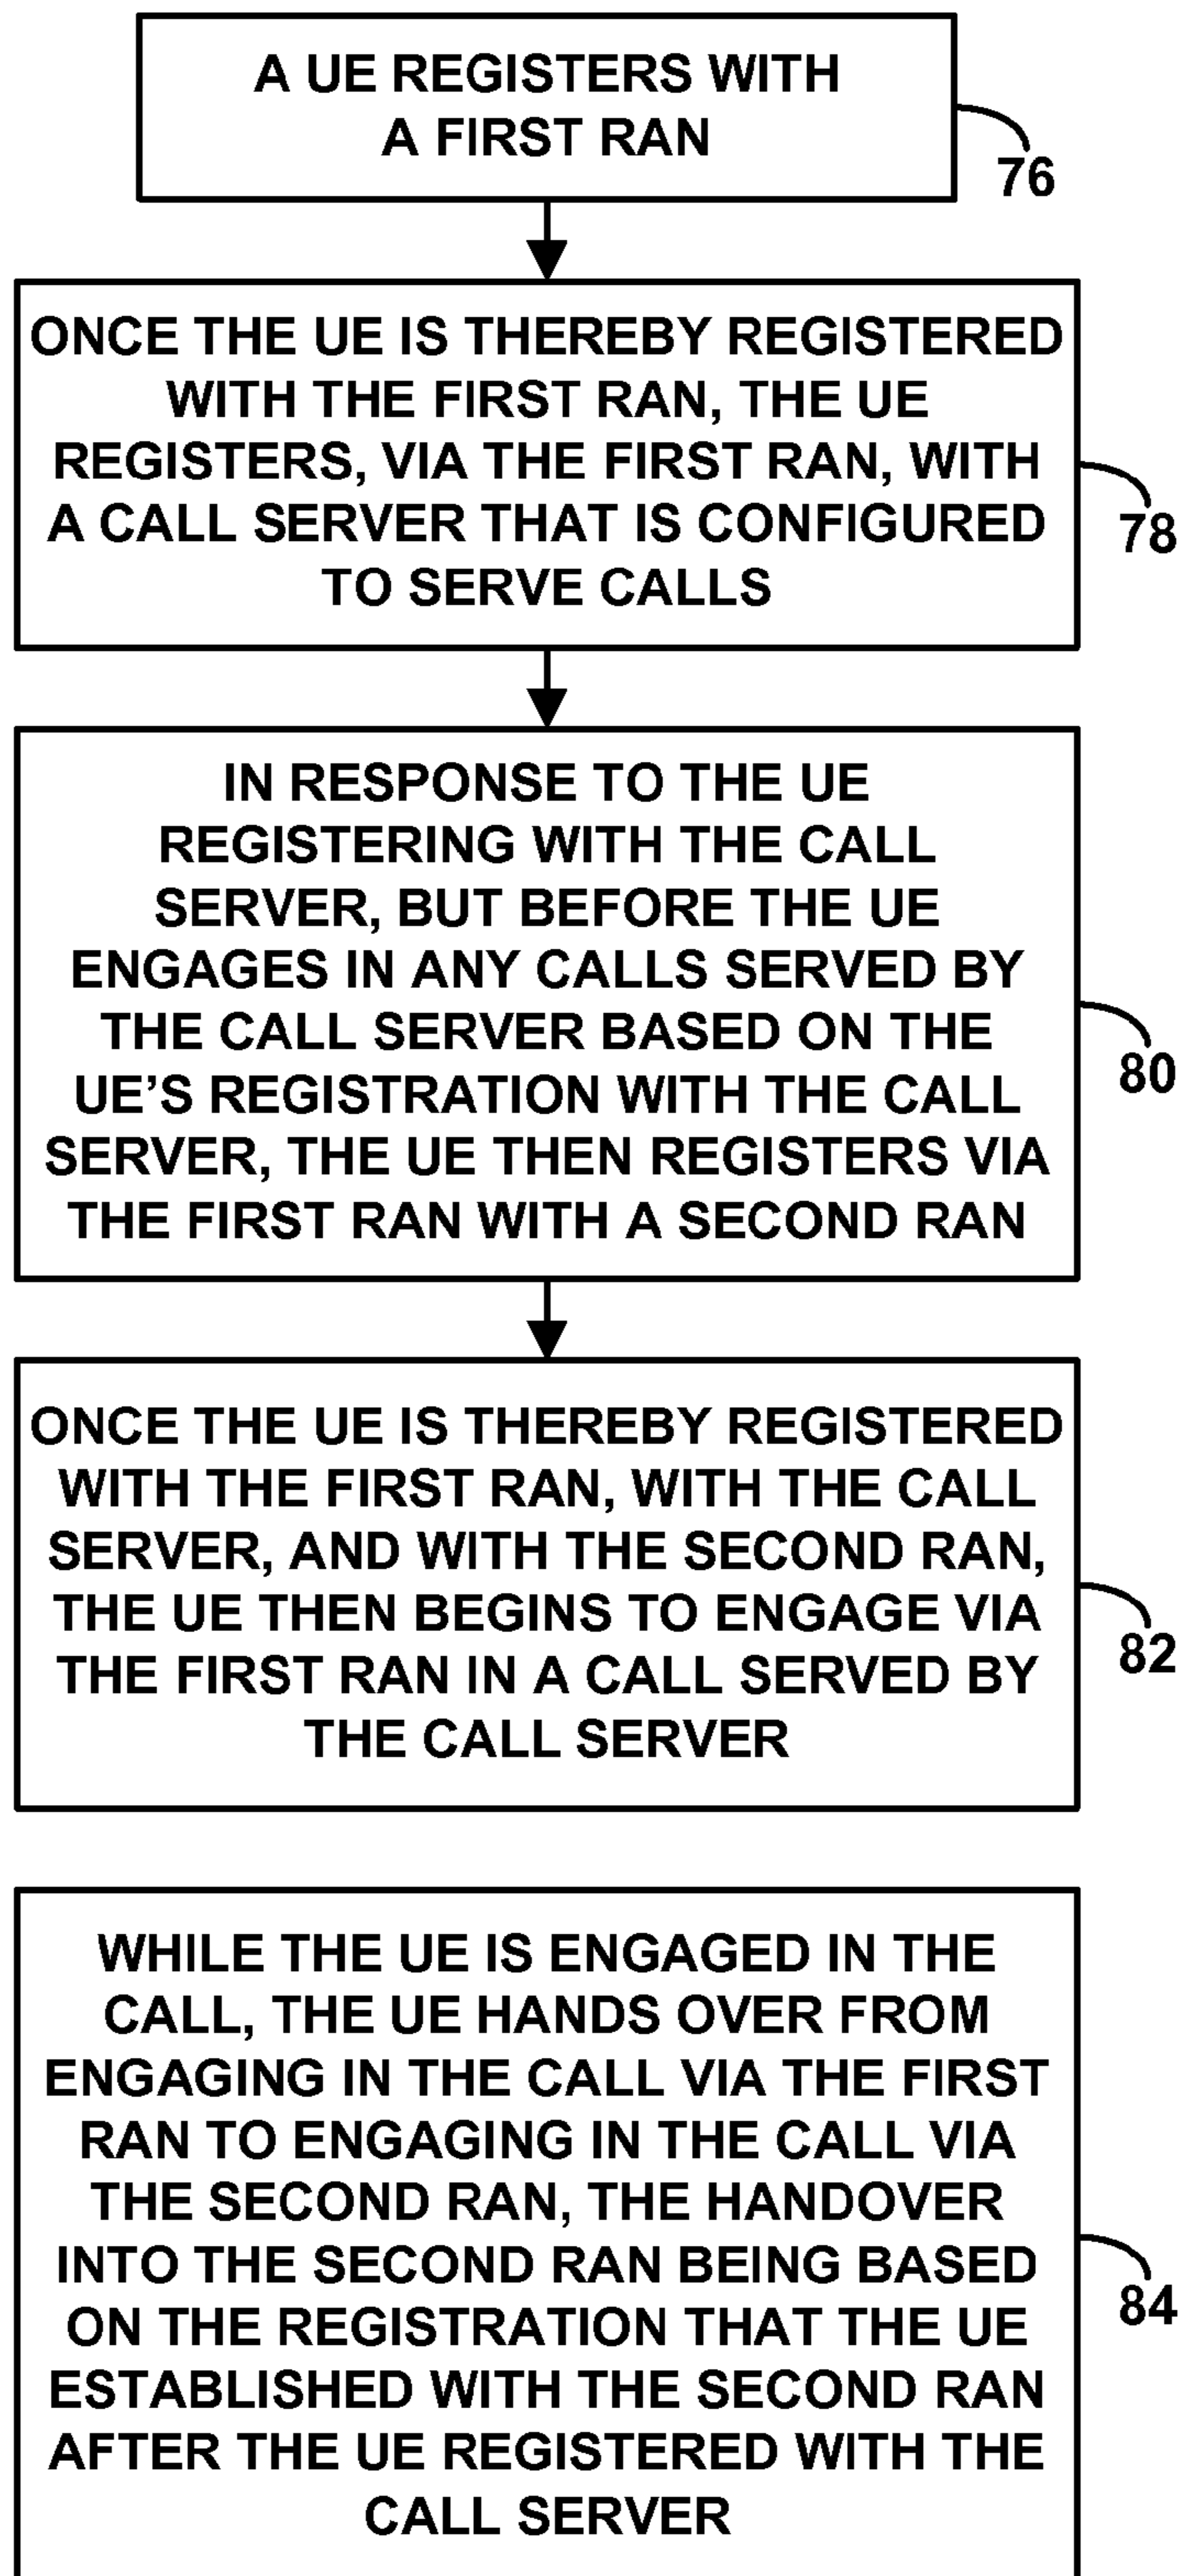 A UE REGISTERS WITH
A FIRST RAN
76
ONCE THE UE IS THEREBY REGISTERED
WITH THE FIRST RAN, THE UE
REGISTERS, VIA THE FIRST RAN, WITH
A CALL SERVER THAT IS CONFIGURED
TO SERVE CALLS
78
IN RESPONSE TO THE UE
REGISTERING WITH THE CALL
SERVER, BUT BEFORE THE UE
ENGAGES IN ANY CALLS SERVED BY
THE CALL SERVER BASED ON THE
UE’S REGISTRATION WITH THE CALL
SERVER, THE UE THEN REGISTERS VIA
THE FIRST RAN WITH A SECOND RAN
80
ONCE THE UE IS THEREBY REGISTERED
WITH THE FIRST RAN, WITH THE CALL
SERVER, AND WITH THE SECOND RAN,
THE UE THEN BEGINS TO ENGAGE VIA
THE FIRST RAN IN A CALL SERVED BY
THE CALL SERVER
82
WHILE THE UE IS ENGAGED IN THE
CALL, THE UE HANDS OVER FROM
ENGAGING IN THE CALL VIA THE FIRST
RAN TO ENGAGING IN THE CALL VIA
THE SECOND RAN, THE HANDOVER
INTO THE SECOND RAN BEING BASED
ON THE REGISTRATION THAT THE UE
ESTABLISHED WITH THE SECOND RAN
AFTER THE UE REGISTERED WITH THE
CALL SERVER
84